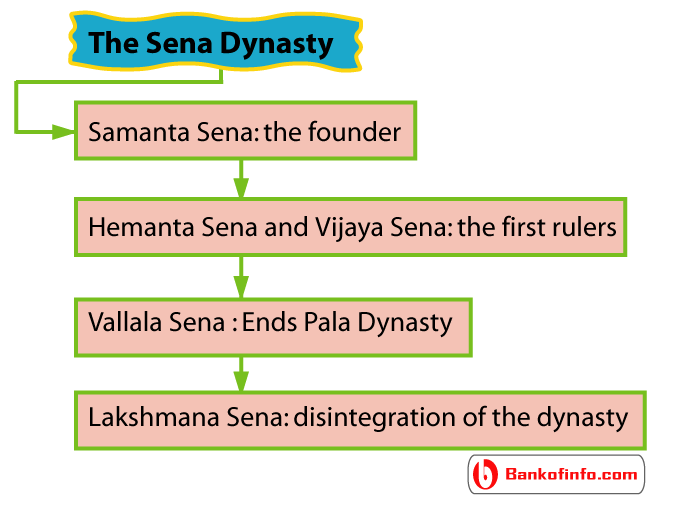 The Sena Dynasty
Samanta Sena: the founder
Hemanta Sena and Vijaya Sena: the first rulers
Vallala Sena : Ends Pala Dynasty
Lakshmana Sena: disintegration of the dynasty
Bankofinfo.com